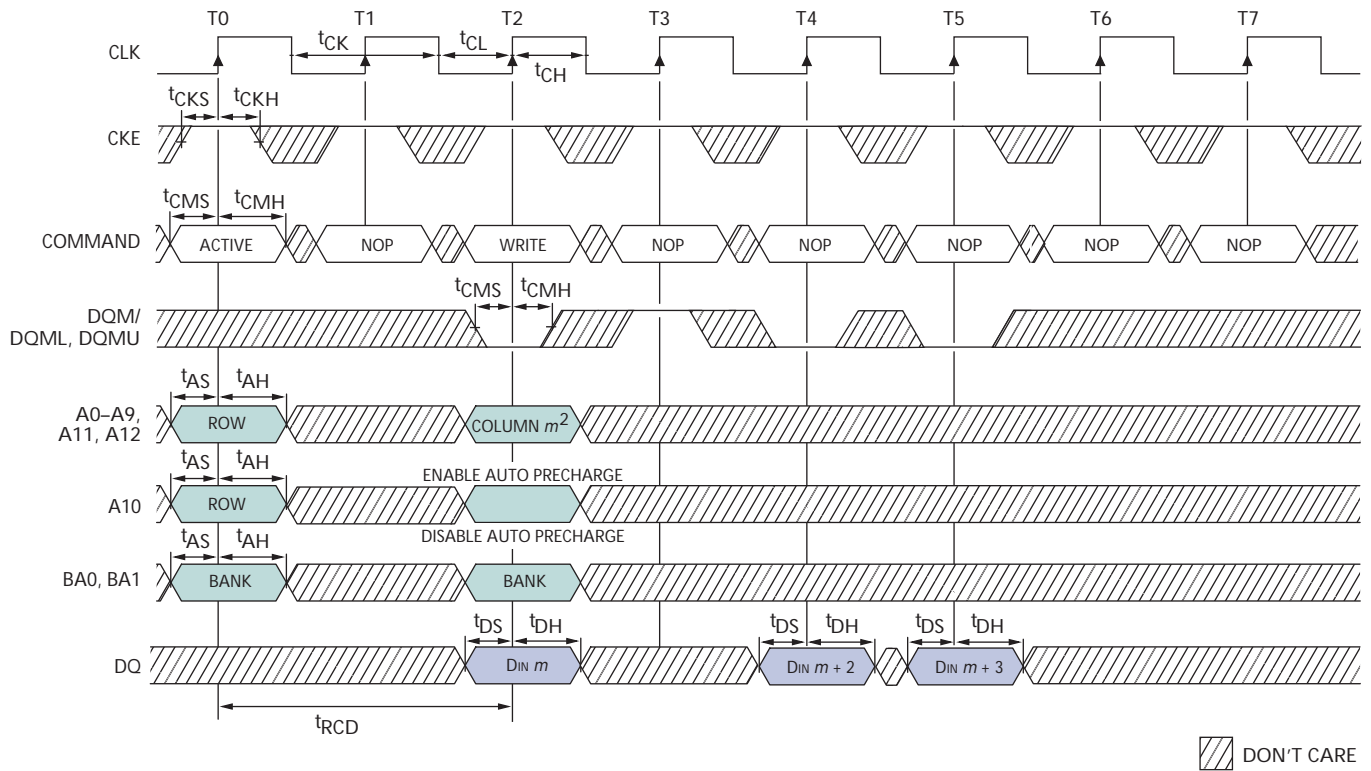 T0 T1 T2 T3 T4 T5 T6 T7
CLK
tCK tCL
tCH
tCKS tCKH
CKE
tCMS tCMH
COMMAND ACTIVE NOP WRITE NOP NOP NOP NOP NOP
tCMS tCMH
DQM/
DQML, DQMU
tAS tAH
A0–A9,
A11, A12
ROW COLUMN m²
tAS tAH
ENABLE AUTO PRECHARGE
A10 ROW
DISABLE AUTO PRECHARGE
tAS tAH
BA0, BA1 BANK BANK
tDS tDH tDS tDH tDS tDH
DQ DIN m DIN m + 2 DIN m + 3
tRCD
DON'T CARE